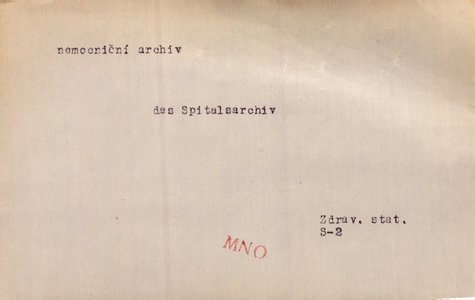 nemocniční archiv
das Spitalsarchiv
Zdrav. stat.
S-2
MNO